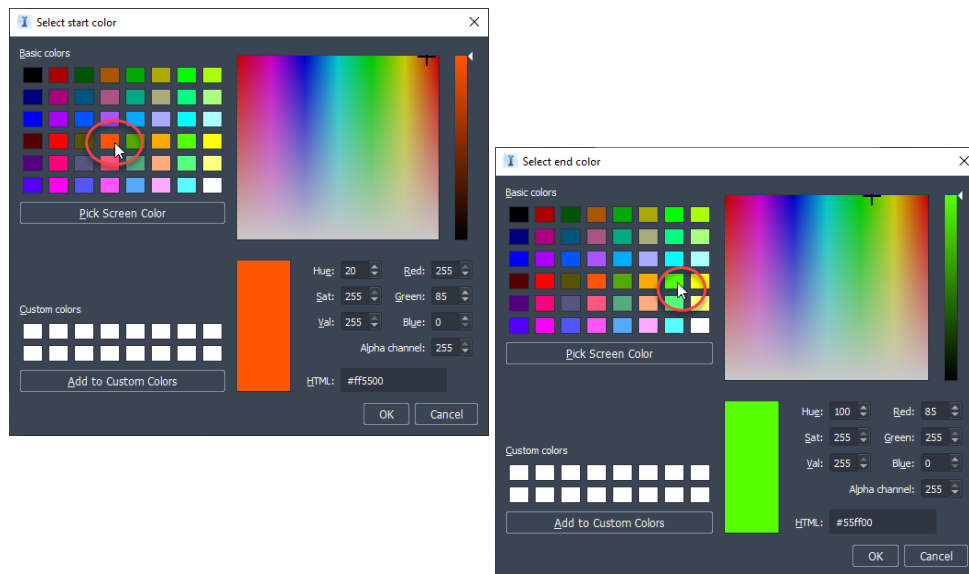 Select start color
Basic colors
Pick Screen Color
Hue: 20 Red: 255
Sat: 255 Green: 85
Val: 255 Blue: 0
Custom colors
Alpha channel: 255
Add to Custom Colors
HTML: #ff5500
OK Cancel
Select end color
Basic colors
Pick Screen Color
Hue: 100 Red: 85
Sat: 255 Green: 255
Val: 255 Blue: 0
Custom colors
Alpha channel: 255
Add to Custom Colors
HTML: #55ff00
OK Cancel